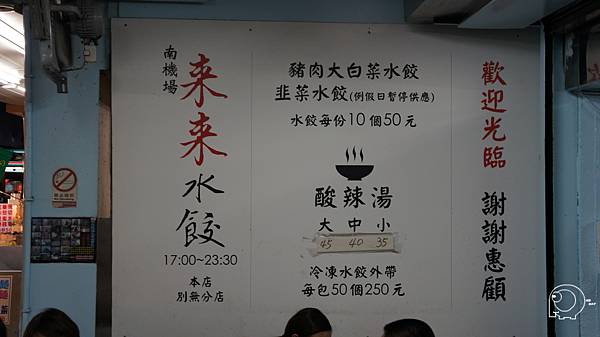 南機場
来来水餃
17:00~23:30
本店
別無分店
豬肉大白菜水餃
韭菜水餃(例假日暫停供應)
水餃每份10個50元
酸辣湯
大 中 小
45 40 35
冷凍水餃外帶
每包50個250元
歡迎光臨
謝謝惠顧